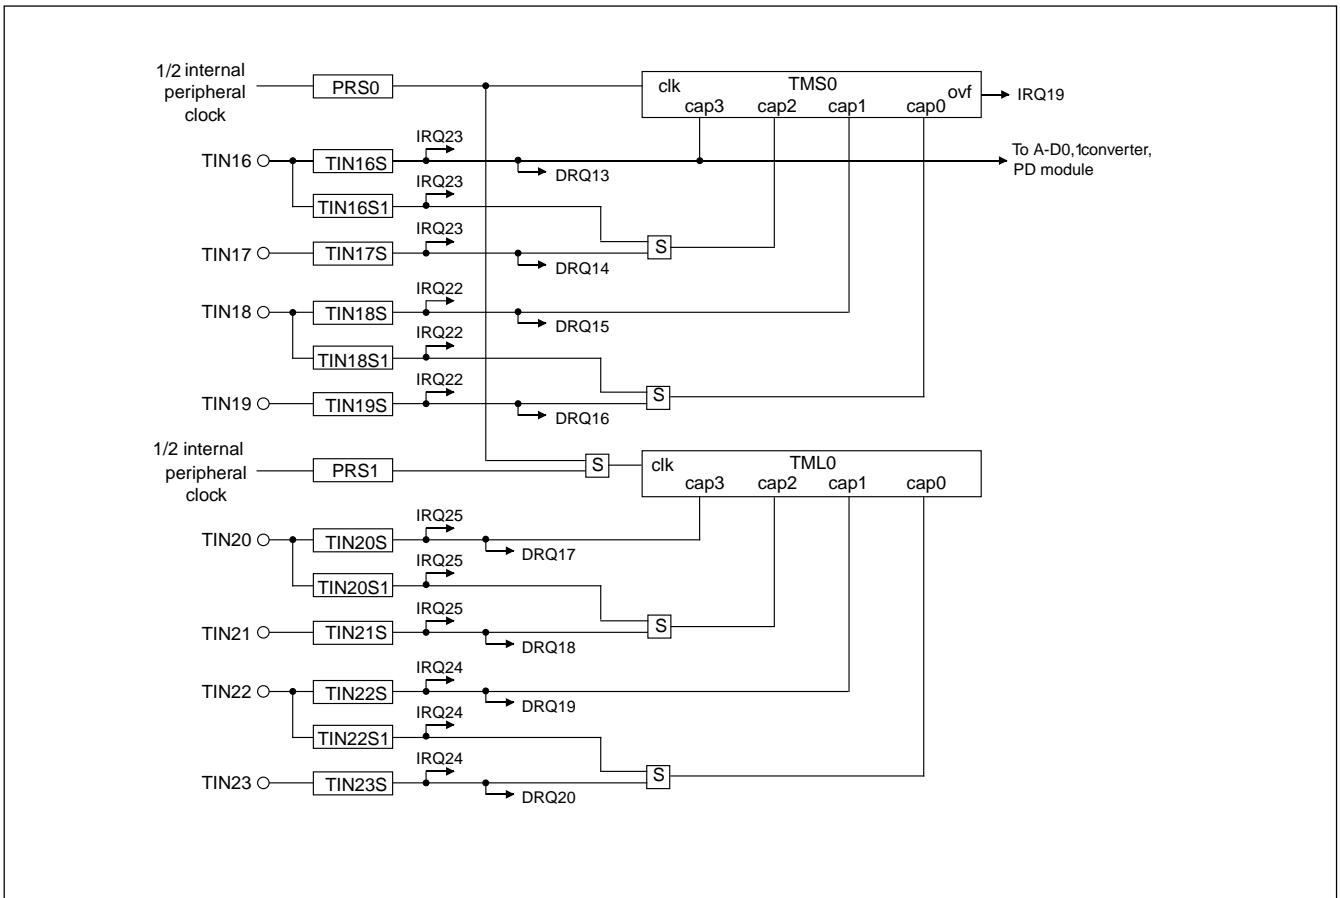 1/2 internal
peripheral
clock
PRS0
clk
TMS0
ovf
IRQ19
cap3
cap2
cap1
cap0
TIN16
TIN16S
IRQ23
DRQ13
To A-D0,1converter,
PD module
TIN16S1
IRQ23
TIN17
TIN17S
IRQ23
DRQ14
S
TIN18
TIN18S
IRQ22
DRQ15
TIN18S1
IRQ22
TIN19
TIN19S
IRQ22
DRQ16
S
1/2 internal
peripheral
clock
PRS1
S
clk
TML0
cap3
cap2
cap1
cap0
TIN20
TIN20S
IRQ25
DRQ17
TIN20S1
IRQ25
TIN21
TIN21S
IRQ25
DRQ18
S
TIN22
TIN22S
IRQ24
DRQ19
TIN22S1
IRQ24
TIN23
TIN23S
IRQ24
DRQ20
S